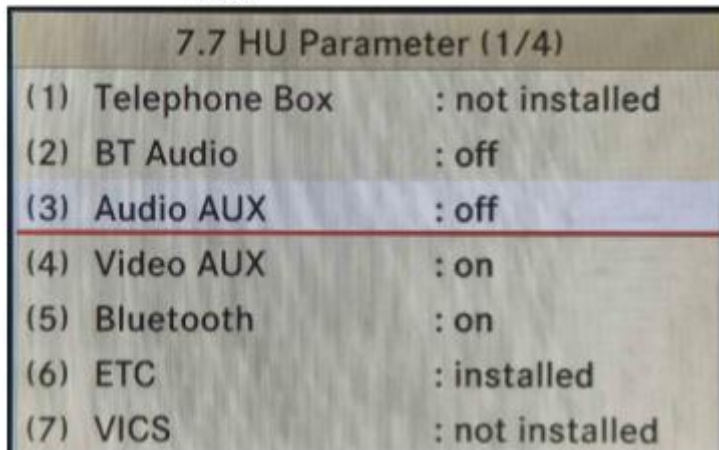 7.7 HU Parameter (1/4)
(1) Telephone Box : not installed
(2) BT Audio : off
(3) Audio AUX : off
(4) Video AUX : on
(5) Bluetooth : on
(6) ETC : installed
(7) VICS : not installed